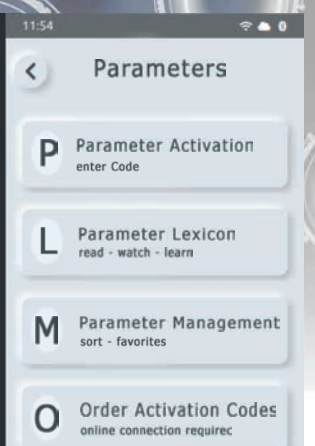 11:54
Parameters
P
Parameter Activation
enter Code
L
Parameter Lexicon
read - watch - learn
M
Parameter Management
sort - favorites
O
Order Activation Codes
online connection requirec